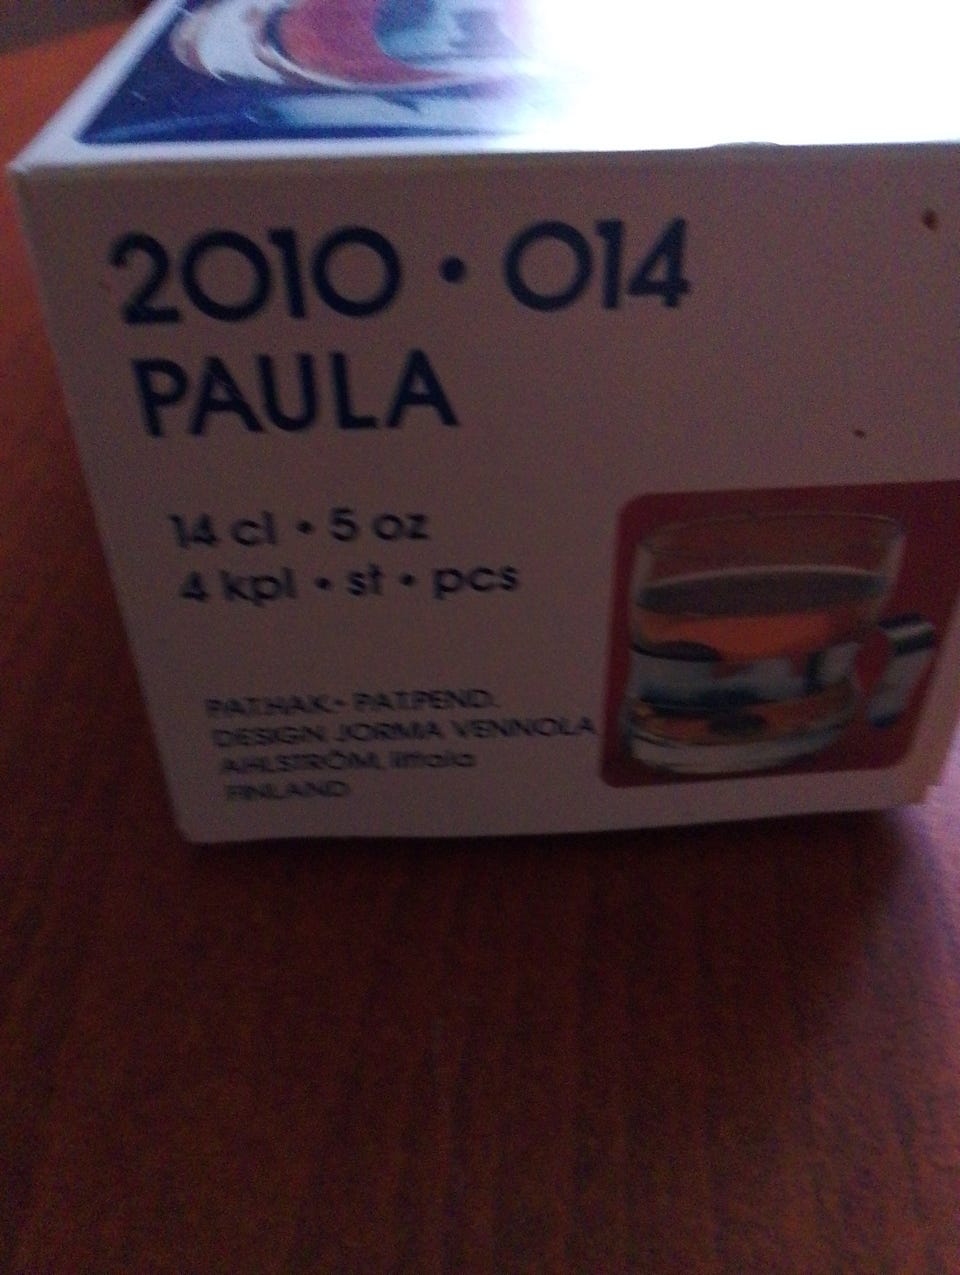 2010 • 014
PAULA
14 cl • 5 oz
4 kpl • st • pcs
PAT.HAK.• PAT.PEND.
DESIGN JORMA VENNOLA
AHLSTRÖM, iittala
FINLAND